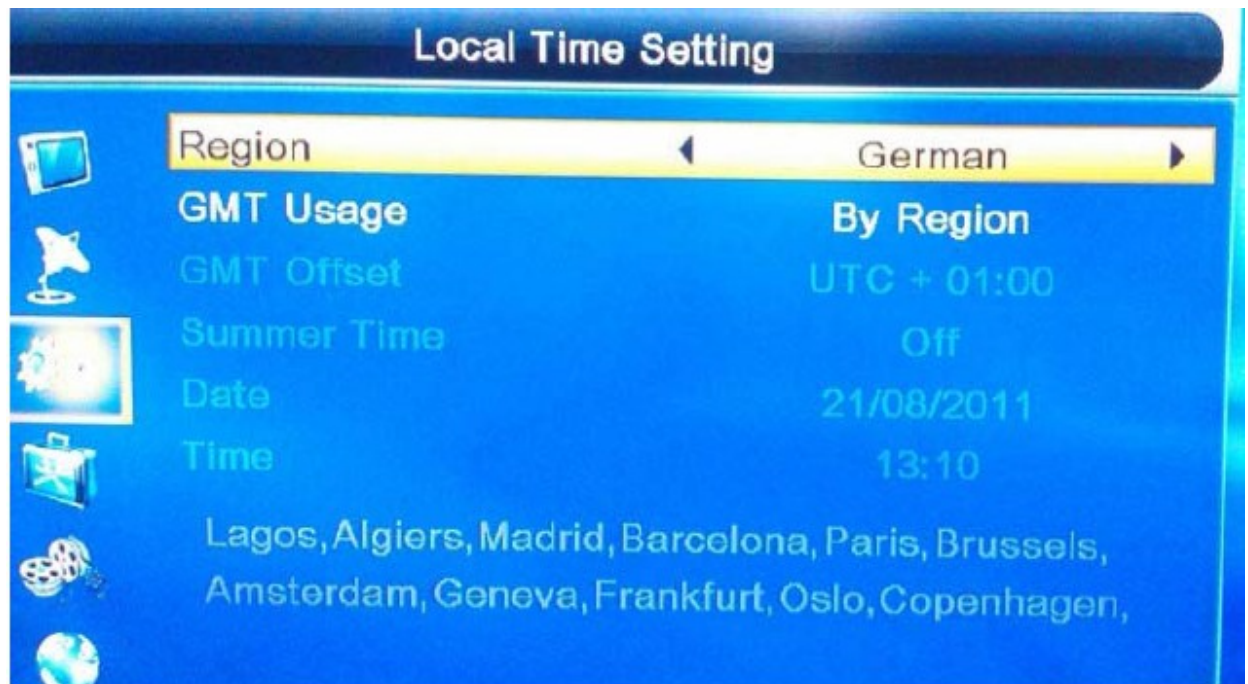 Local Time Setting
Region German
GMT Usage By Region
GMT Offset UTC + 01:00
Summer Time Off
Date 21/08/2011
Time 13:10
Lagos,Algiers,Madrid,Barcelona,Paris,Brussels,
Amsterdam,Geneva,Frankfurt,Oslo,Copenhagen,